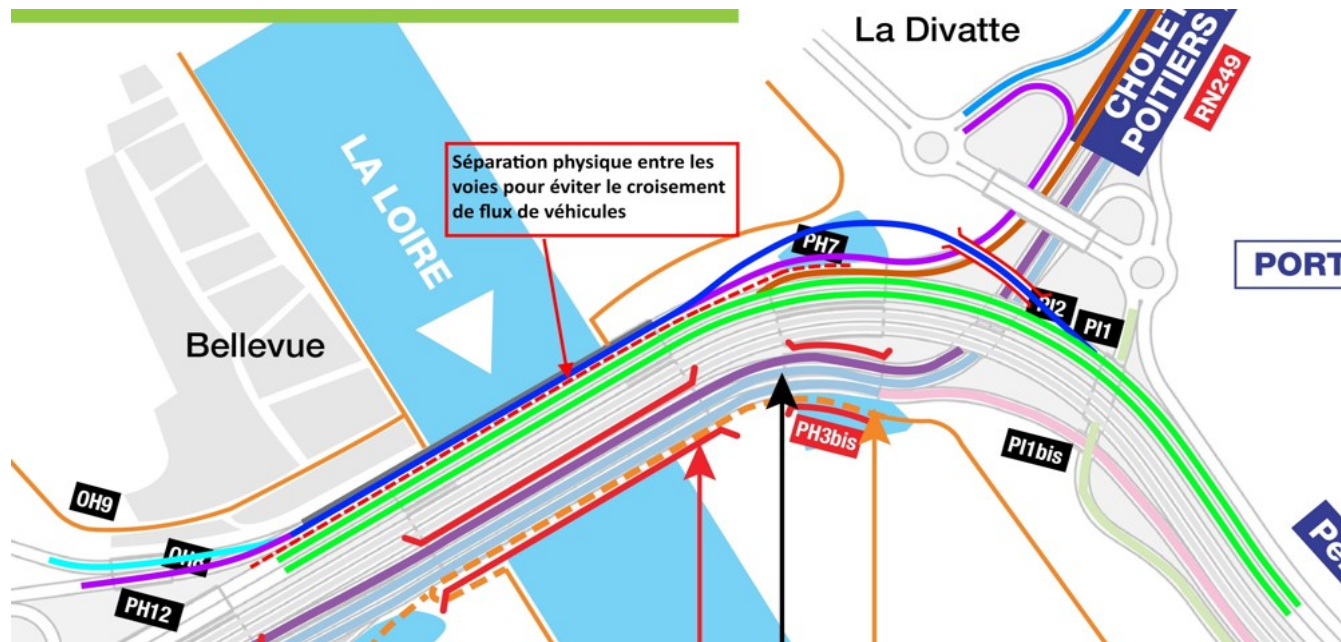 La Divatte
CHOLET
POITIERS
RN249
LA LOIRE
Séparation physique entre les
voies pour éviter le croisement
de flux de véhicules
PH7
PORT
PI2
PI1
Bellevue
PH3bis
PI1bis
OH9
PH12